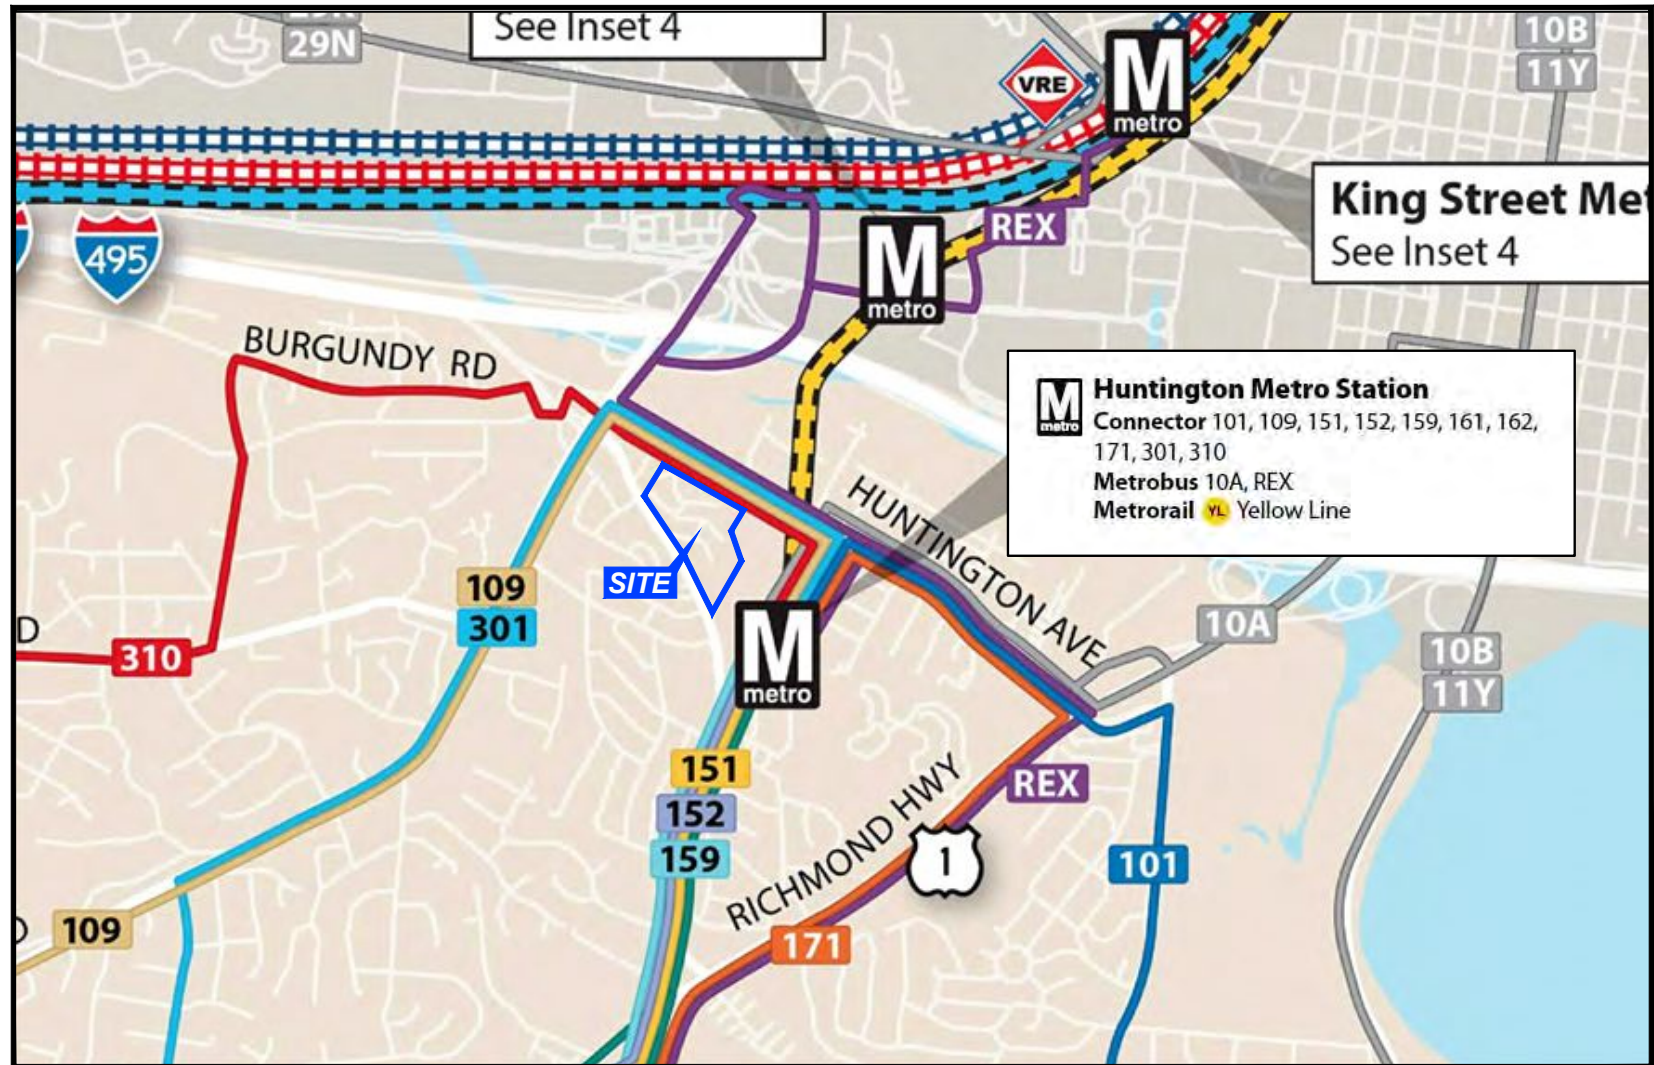 29N
See Inset 4
10B
11Y
VRE
M
metro
King Street Met
See Inset 4
495
REX
M
metro
BURGUNDY RD
M
metro
Huntington Metro Station
Connector 101, 109, 151, 152, 159, 161, 162,
171, 301, 310
Metrobus 10A, REX
Metrorail YL Yellow Line
HUNTINGTON AVE
109
301
SITE
10A
D
310
M
metro
10B
11Y
151
152
159
REX
RICHMOND HWY
1
101
109
171